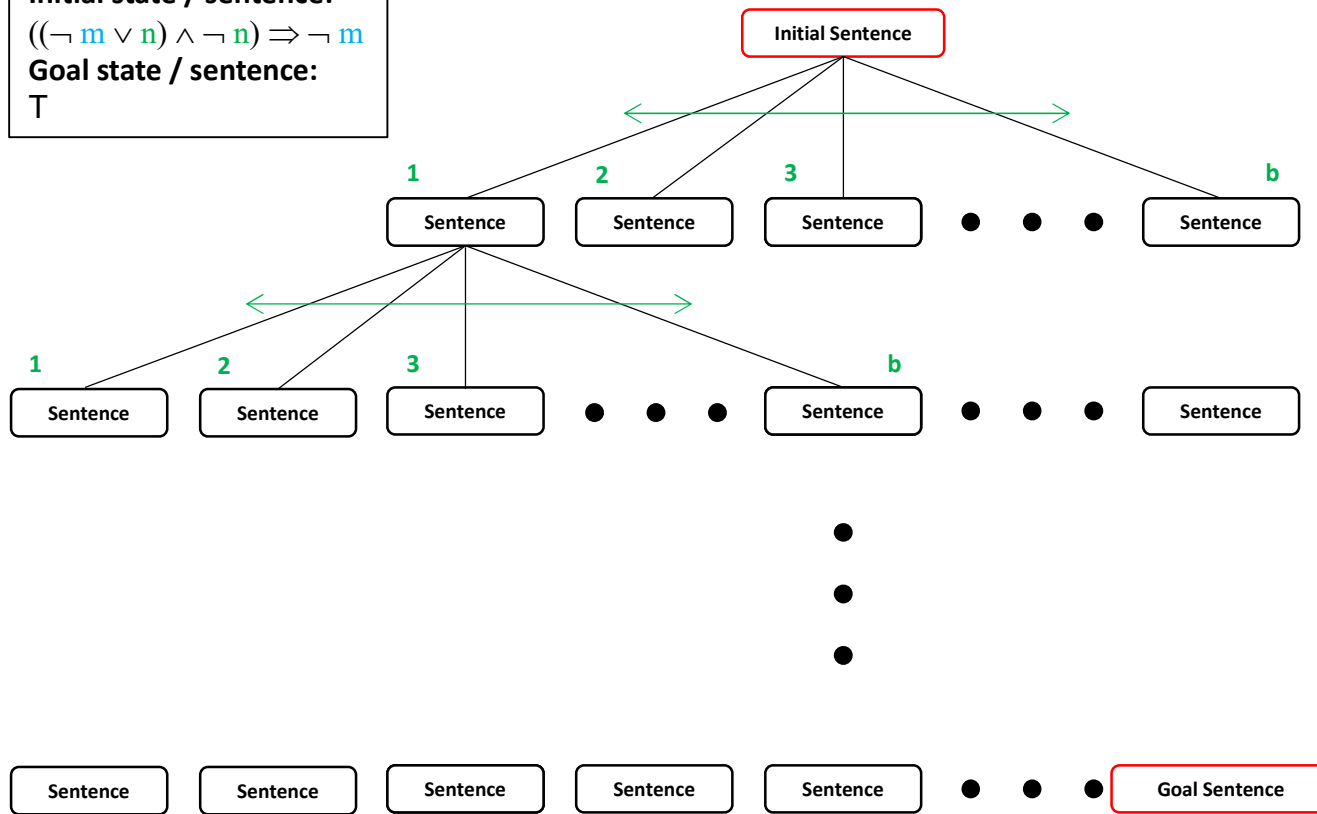 Initial state / sentence:
((¬ m ∨ n) ∧ ¬ n) ⇒ ¬ m
Goal state / sentence:
T
Initial Sentence
1 2 3 b
Sentence Sentence Sentence Sentence
1 2 3 b
Sentence Sentence Sentence Sentence Sentence
Sentence Sentence Sentence Sentence Sentence Goal Sentence